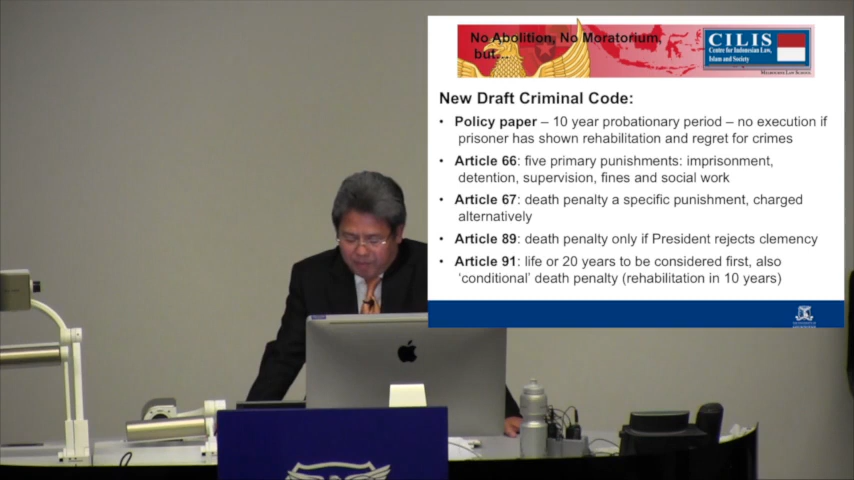 No Abolition, No Moratorium,
but...
CILIS
Centre for Indonesian Law,
Islam and Society
MELBOURNE LAW SCHOOL
New Draft Criminal Code:
• Policy paper – 10 year probationary period – no execution if
prisoner has shown rehabilitation and regret for crimes
• Article 66: five primary punishments: imprisonment,
detention, supervision, fines and social work
• Article 67: death penalty a specific punishment, charged
alternatively
• Article 89: death penalty only if President rejects clemency
• Article 91: life or 20 years to be considered first, also
‘conditional’ death penalty (rehabilitation in 10 years)